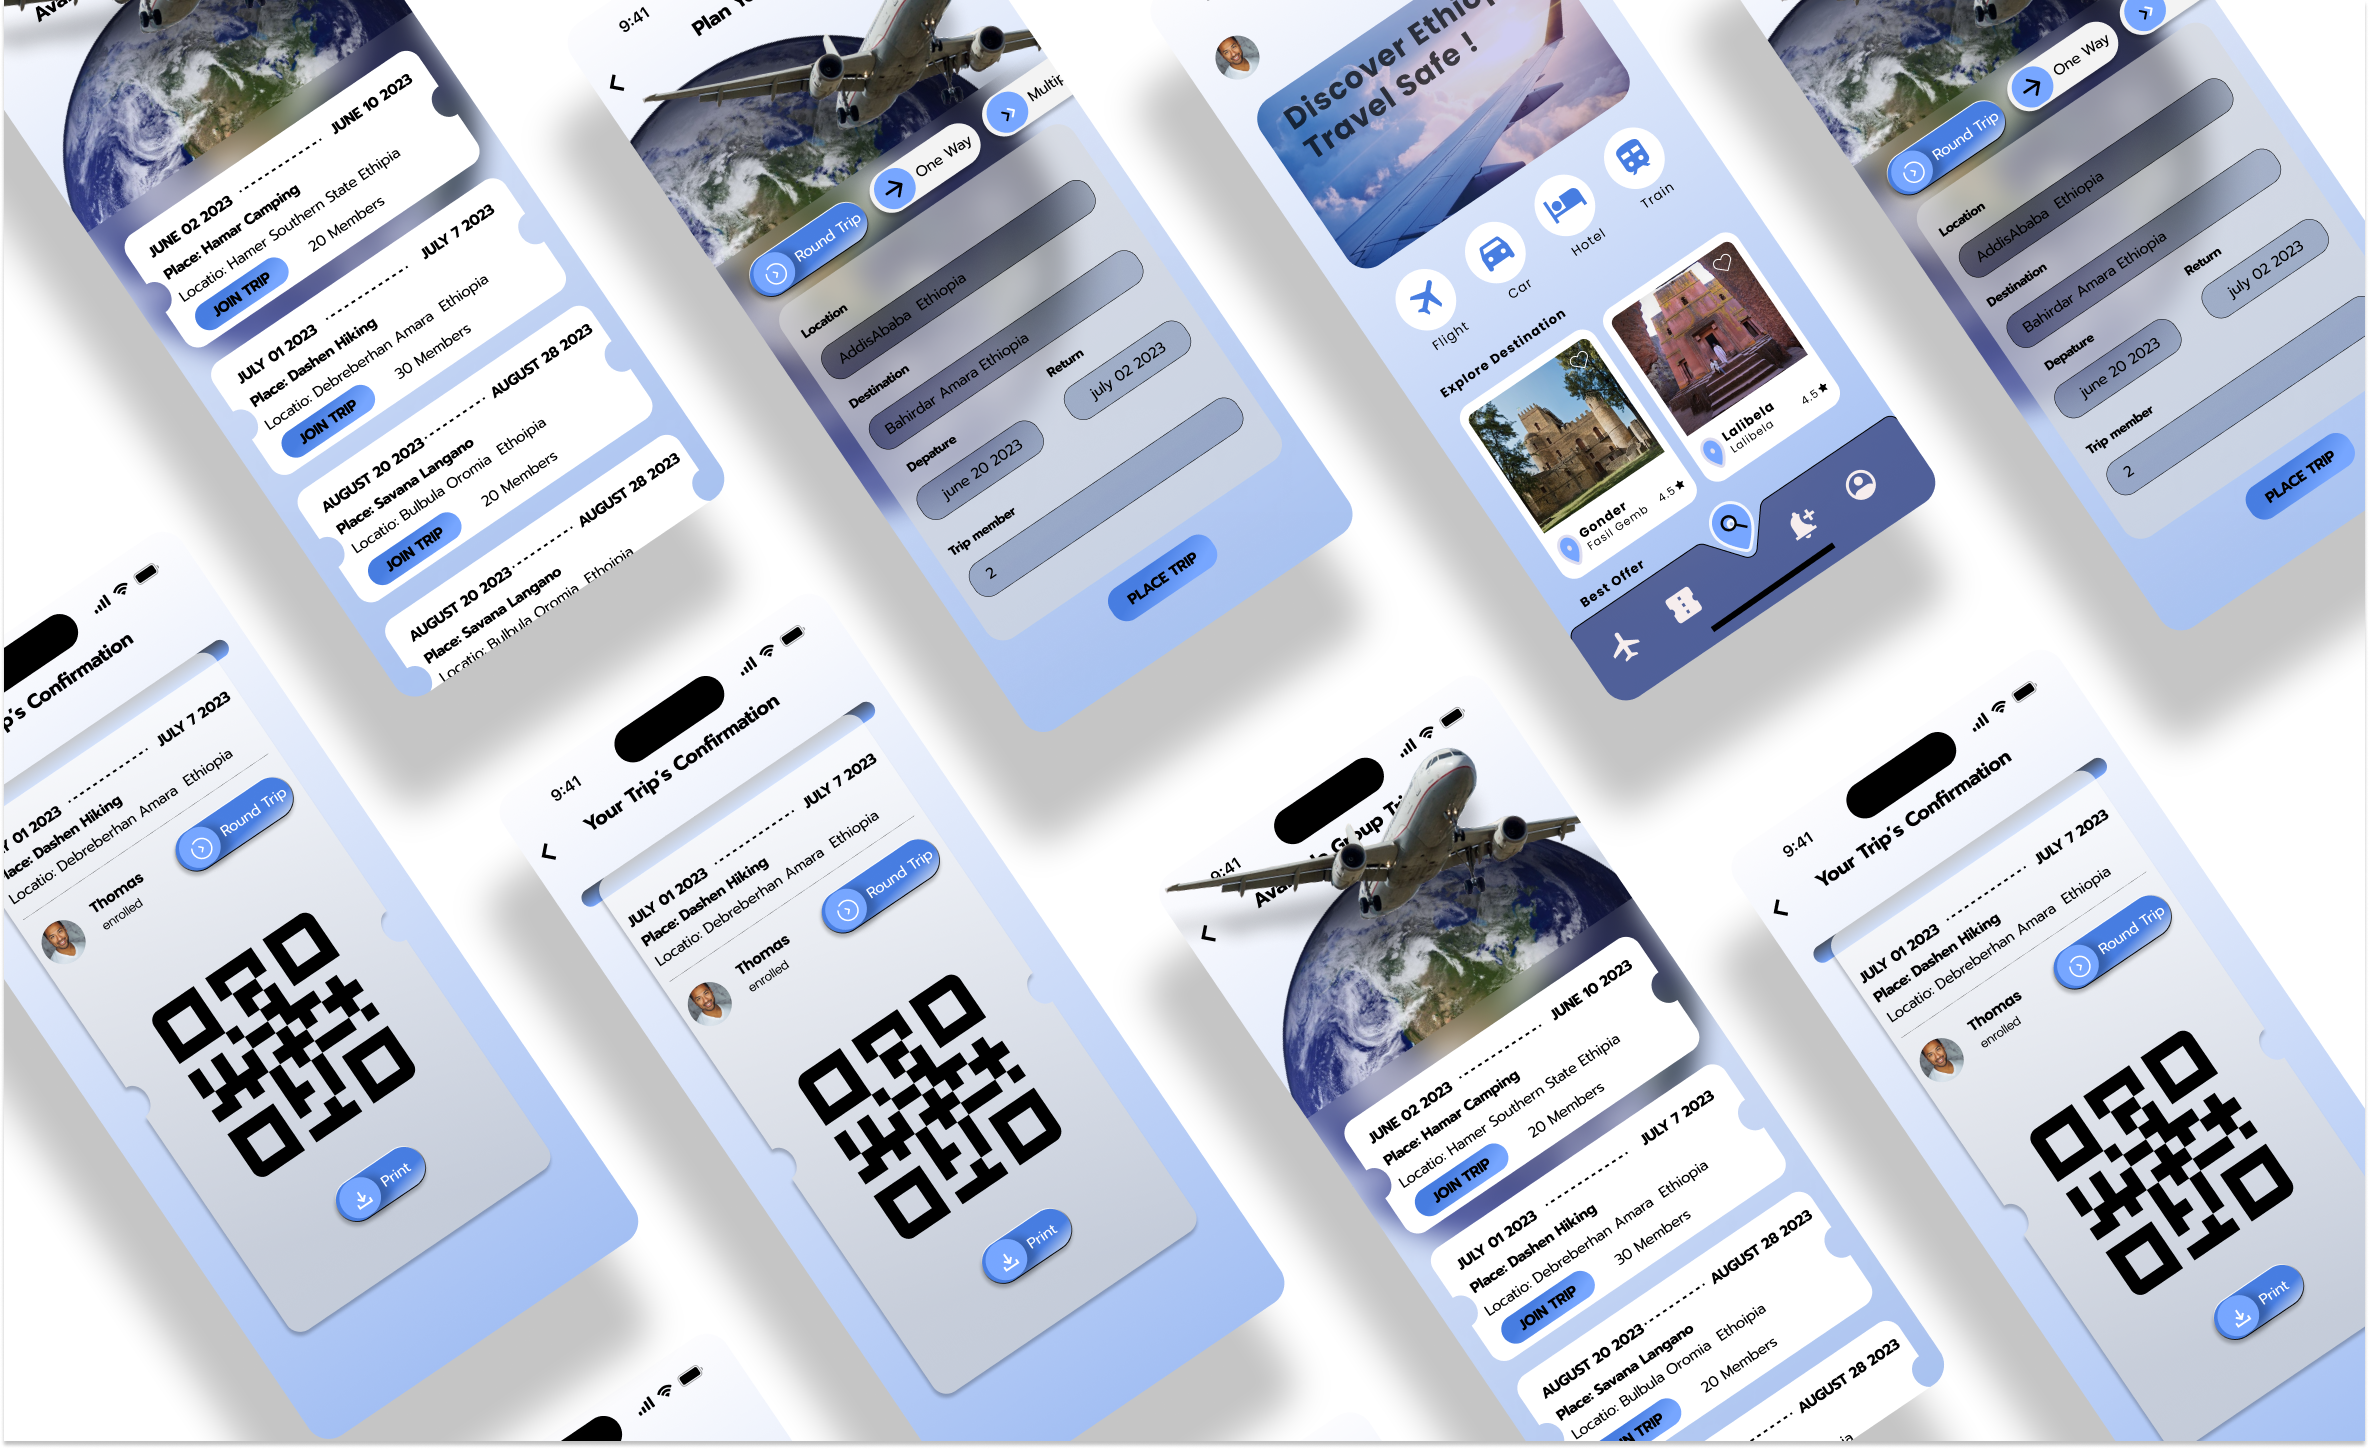 JUNE 02 2023 JUNE 10 2023
Place: Hamar Camping
Locatio: Hamer Southern State Ethipia
JOIN TRIP 20 Members
JULY 01 2023 JULY 7 2023
Place: Dashen Hiking
Locatio: Debreberhan Amara Ethiopia
JOIN TRIP 30 Members
AUGUST 20 2023 AUGUST 28 2023
Place: Savana Langano
Locatio: Bulbula Oromia Ethoipia
JOIN TRIP 20 Members
AUGUST 20 2023 AUGUST 28 2023
Place: Savana Langano
Locatio: Bulbula Oromia Ethoipia
9:41
Plan
Round Trip
One Way
Location
AddisAbaba Ethiopia
Destination
Bahirdar Amara Ethiopia
Depature Return
june 20 2023 july 02 2023
Trip member
2
PLACE TRIP
Discover
Travel Safe !
Flight
Car
Hotel
Train
Explore Destination
Gonder 4.5★
Fasil Gemb
Lalibela 4.5★
Lalibela
Best Offer
Round Trip
One Way
Location
AddisAbaba Ethiopia
Destination
Bahirdar Amara Ethiopia
Depature Return
june 20 2023 july 02 2023
Trip member
2
PLACE TRIP
Confirmation
01 2023 JULY 7 2023
Dashen Hiking
Locatio: Debreberhan Amara Ethiopia
Thomas
enrolled
Round Trip
Print
9:41
Your Trip's Confirmation
JULY 01 2023 JULY 7 2023
Place: Dashen Hiking
Locatio: Debreberhan Amara Ethiopia
Thomas
enrolled
Round Trip
Print
9:41
JUNE 02 2023 JUNE 10 2023
Place: Hamar Camping
Locatio: Hamer Southern State Ethipia
JOIN TRIP 20 Members
JULY 01 2023 JULY 7 2023
Place: Dashen Hiking
Locatio: Debreberhan Amara Ethiopia
JOIN TRIP 30 Members
AUGUST 20 2023 AUGUST 28 2023
Place: Savana Langano
Locatio: Bulbula Oromia Ethoipia
TRIP 20 Members
AUGUST 28 2023
9:41
Your Trip's Confirmation
JULY 01 2023 JULY 7 2023
Place: Dashen Hiking
Locatio: Debreberhan Amara Ethiopia
Thomas
enrolled
Round Trip
Print